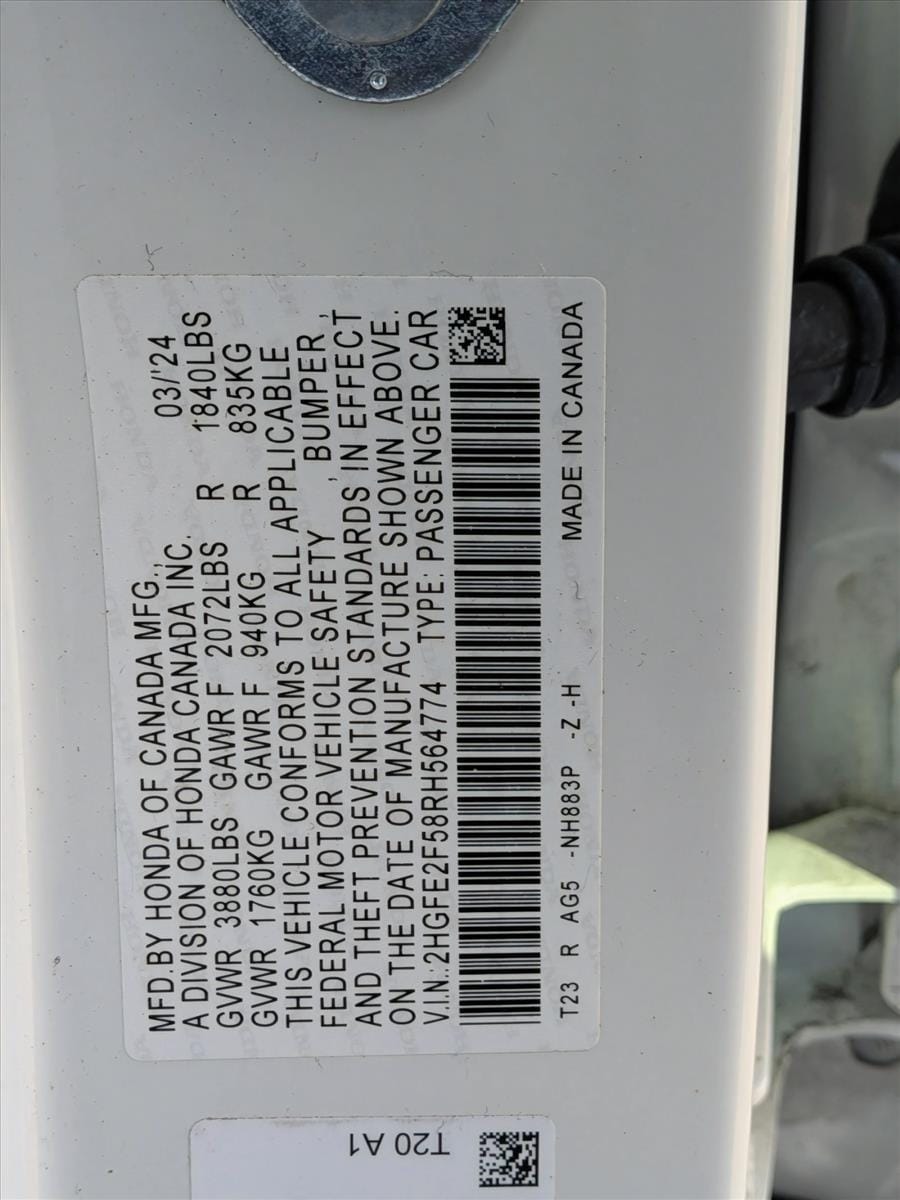 MFD.BY HONDA OF CANADA MFG., 03/'24
A DIVISION OF HONDA CANADA INC.
GVWR 3880LBS GAWR F 2072LBS R 1840LBS
GVWR 1760KG GAWR F 940KG R 835KG
THIS VEHICLE CONFORMS TO ALL APPLICABLE
FEDERAL MOTOR VEHICLE SAFETY , BUMPER ,
AND THEFT PREVENTION STANDARDS IN EFFECT
ON THE DATE OF MANUFACTURE SHOWN ABOVE.
V.I.N.:2HGFE2F58RH564774 TYPE: PASSENGER CAR
T23 R AG5 -NH883P -Z -H MADE IN CANADA
T20 A1